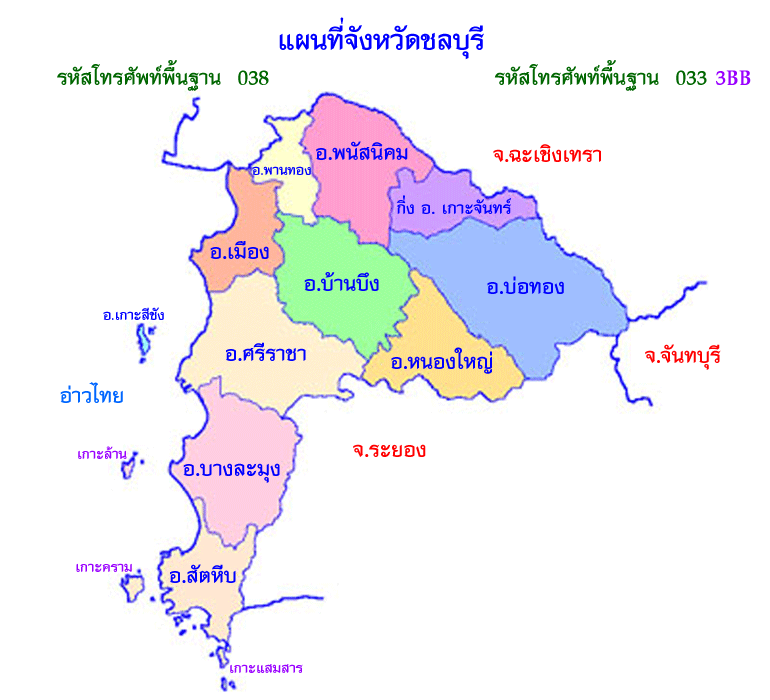 แผนที่จังหวัดชลบุรี
รหัสโทรศัพท์พื้นฐาน 038
รหัสโทรศัพท์พื้นฐาน 033 3BB
อ.พนัสนิคม
จ.ฉะเชิงเทรา
อ.พานทอง
กิ่ง อ. เกาะจันทร์
อ.เมือง
อ.บ้านบึง
อ.บ่อทอง
อ.เกาะสีชัง
อ.ศรีราชา
อ.หนองใหญ่
จ.จันทบุรี
อ่าวไทย
เกาะล้าน
จ.ระยอง
อ.บางละมุง
เกาะคราม
อ.สัตหีบ
เกาะแสมสาร